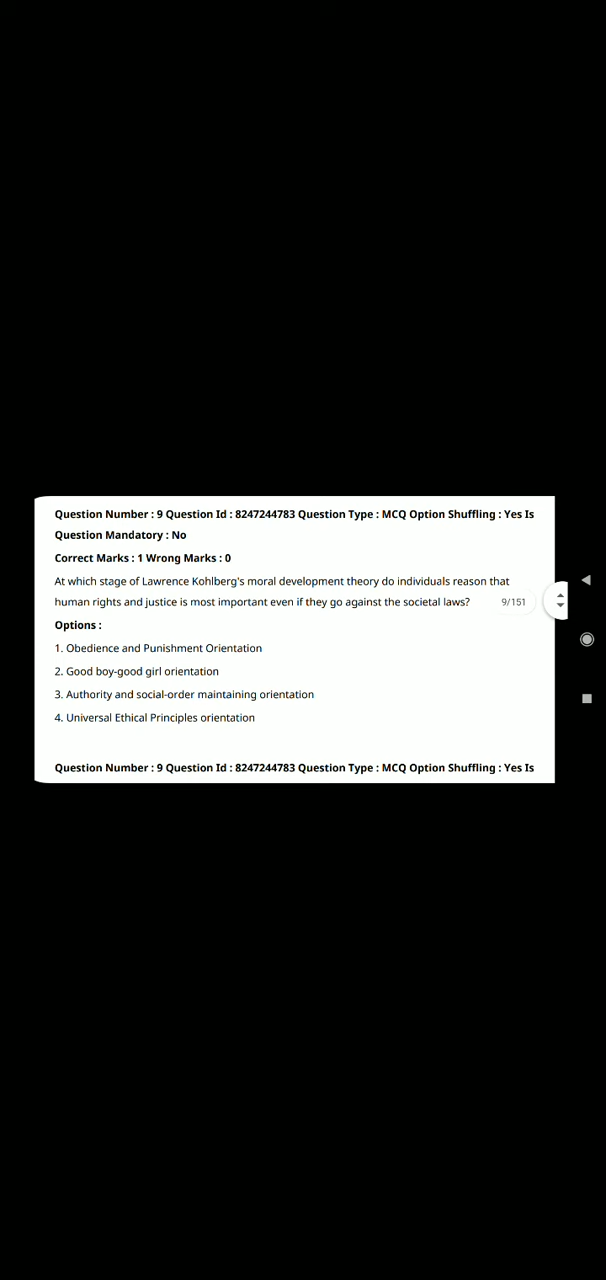 Question Number : 9 Question Id : 8247244783 Question Type : MCQ Option Shuffling : Yes Is
Question Mandatory : No
Correct Marks : 1 Wrong Marks : 0
At which stage of Lawrence Kohlberg's moral development theory do individuals reason that
human rights and justice is most important even if they go against the societal laws?
9/151
Options :
1. Obedience and Punishment Orientation
2. Good boy-good girl orientation
3. Authority and social-order maintaining orientation
4. Universal Ethical Principles orientation
Question Number : 9 Question Id : 8247244783 Question Type : MCQ Option Shuffling : Yes Is